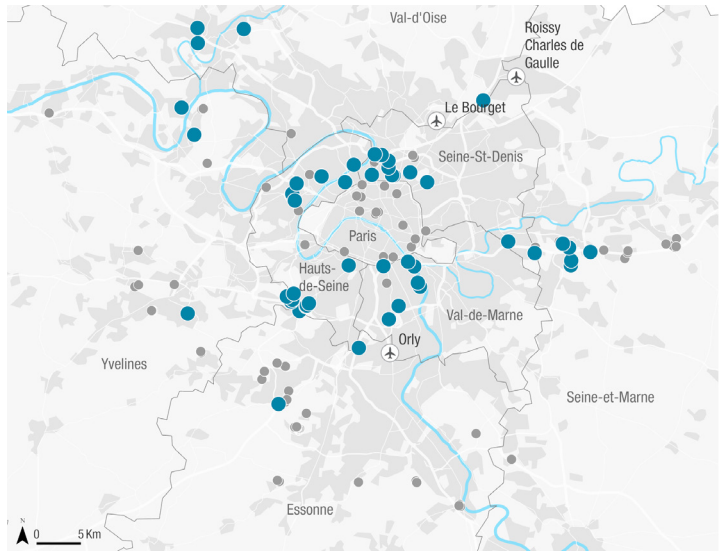 Val-d'Oise
Roissy
Charles de
Gaulle
Le Bourget
Seine-St-Denis
Paris
Hauts-
de-Seine
Val-de-Marne
Orly
Yvelines
Seine-et-Marne
Essonne
N
0 5 Km